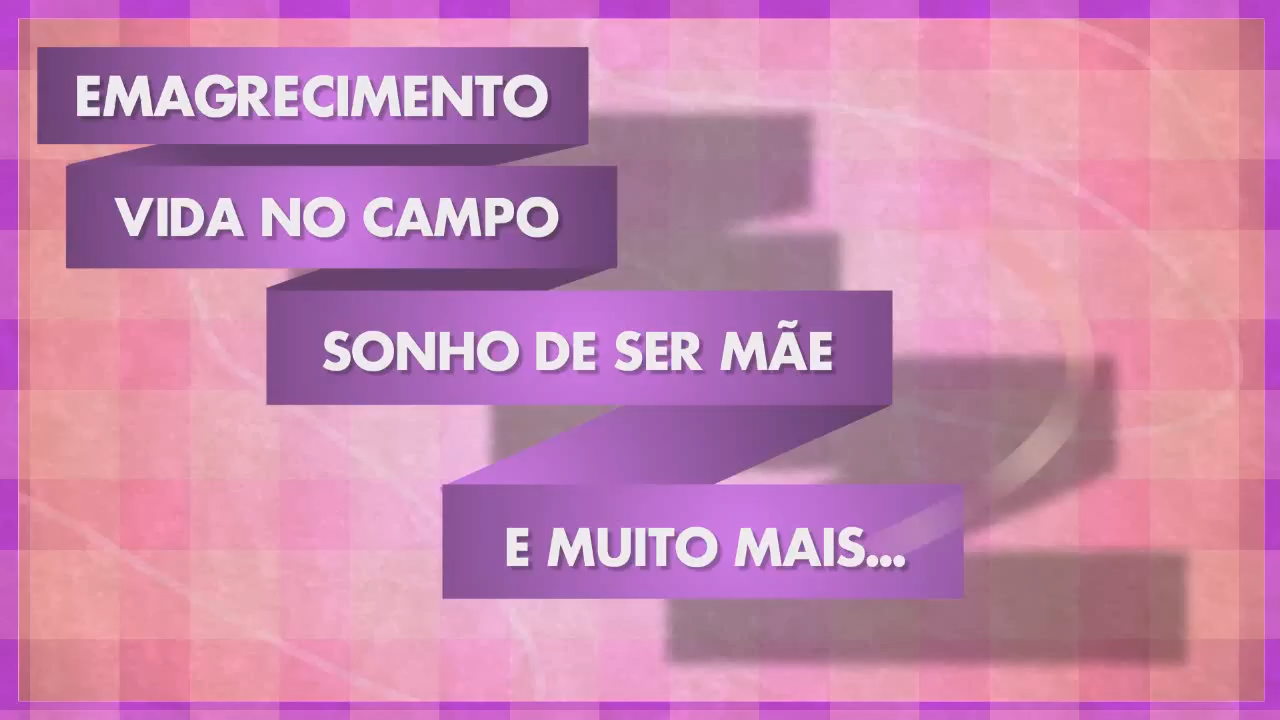 EMAGRECIMENTO
VIDA NO CAMPO
SONHO DE SER MÃE
E MUITO MAIS...